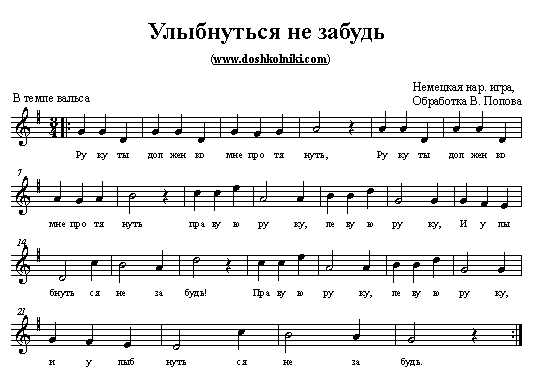 Улыбнуться не забудь
(www.doshkolniki.com)
Немецкая нар. игра,
В темпе вальса
Обработка В. Попова
3
4
Ру ку ты дол жен ко мне про тя нуть, Ру ку ты дол жен ко
7
мне про тя нуть пра ву ю ру ку, ле ву ю ру ку, И у лы
14
бнуть ся не за будь! Пра ву ю ру ку, ле ву ю ру ку,
21
и у лыб нуть ся не за будь.